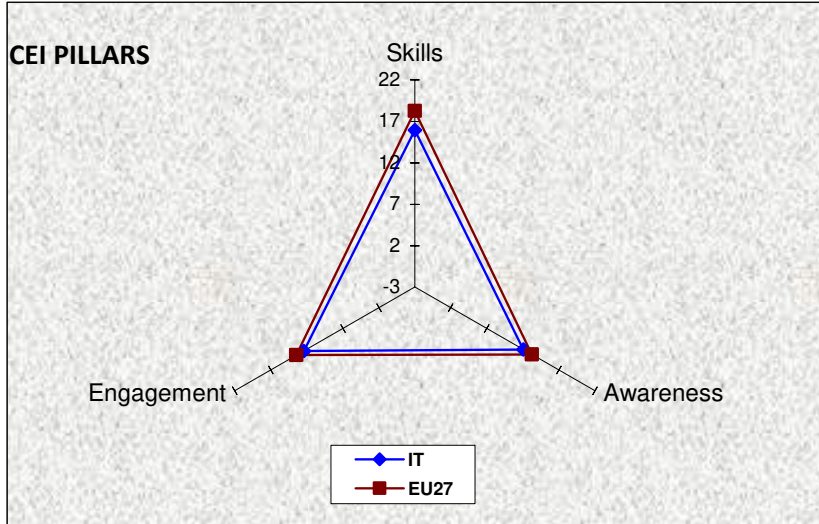 CEI PILLARS
Skills
22
17
12
7
2
-3
Engagement
Awareness
IT
EU27